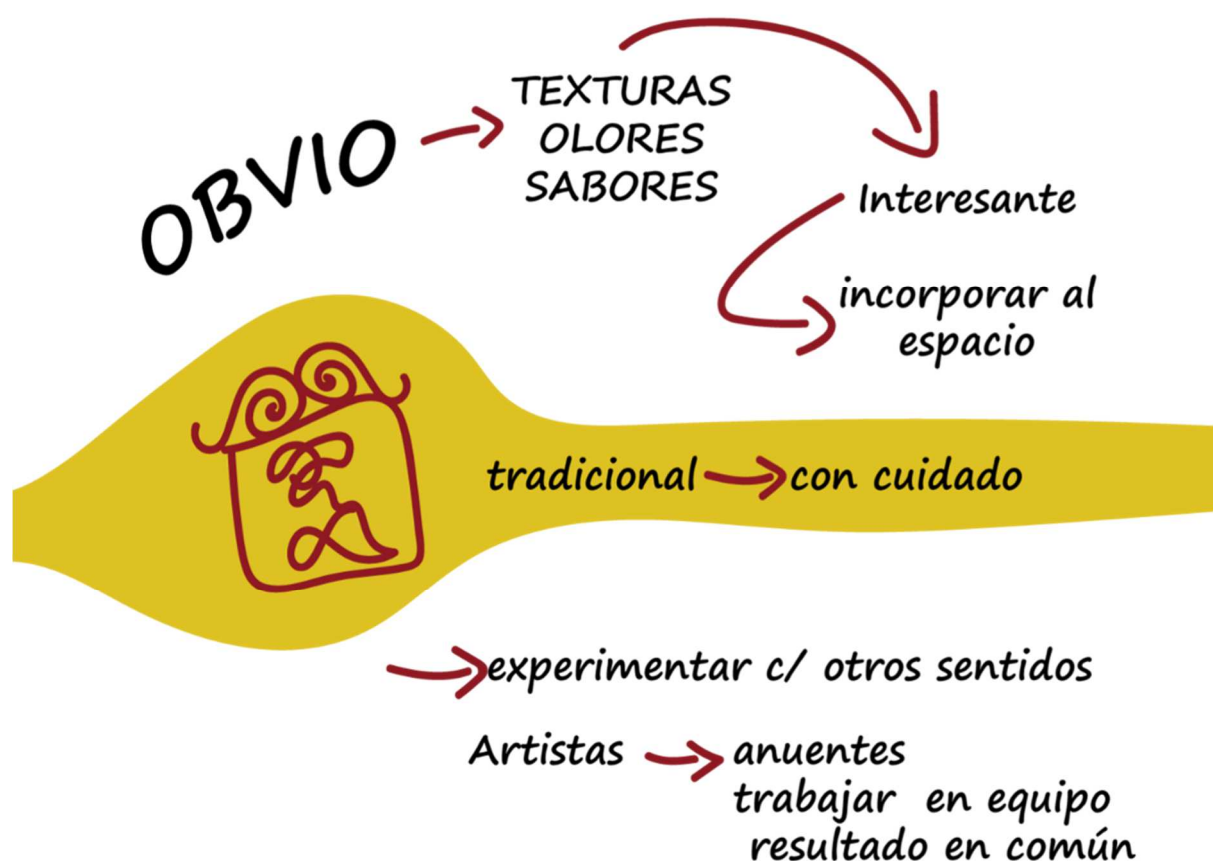 OBVIO
TEXTURAS
OLORES
SABORES
Interesante
incorporar al
espacio
tradicional
con cuidado
experimentar c/ otros sentidos
Artistas
anuentes
trabajar en equipo
resultado en común